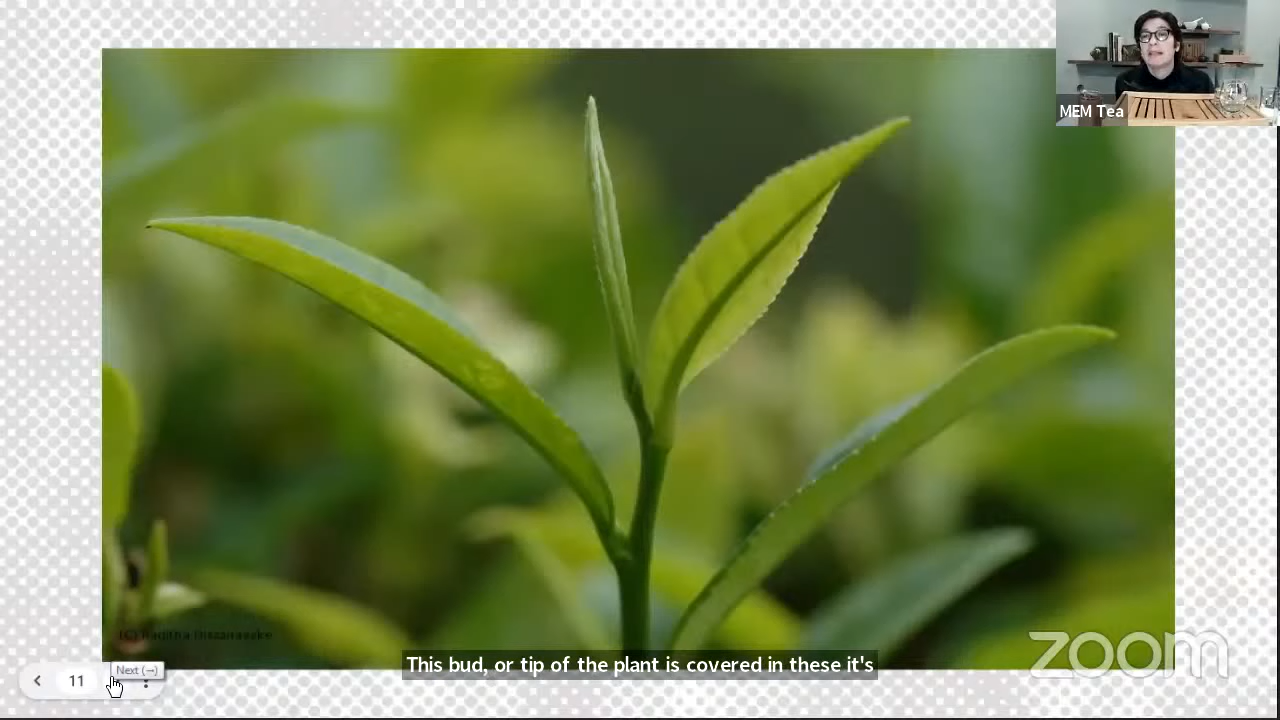 MEM Tea
Next (→)
11
This bud, or tip of the plant is covered in these it's
zoom